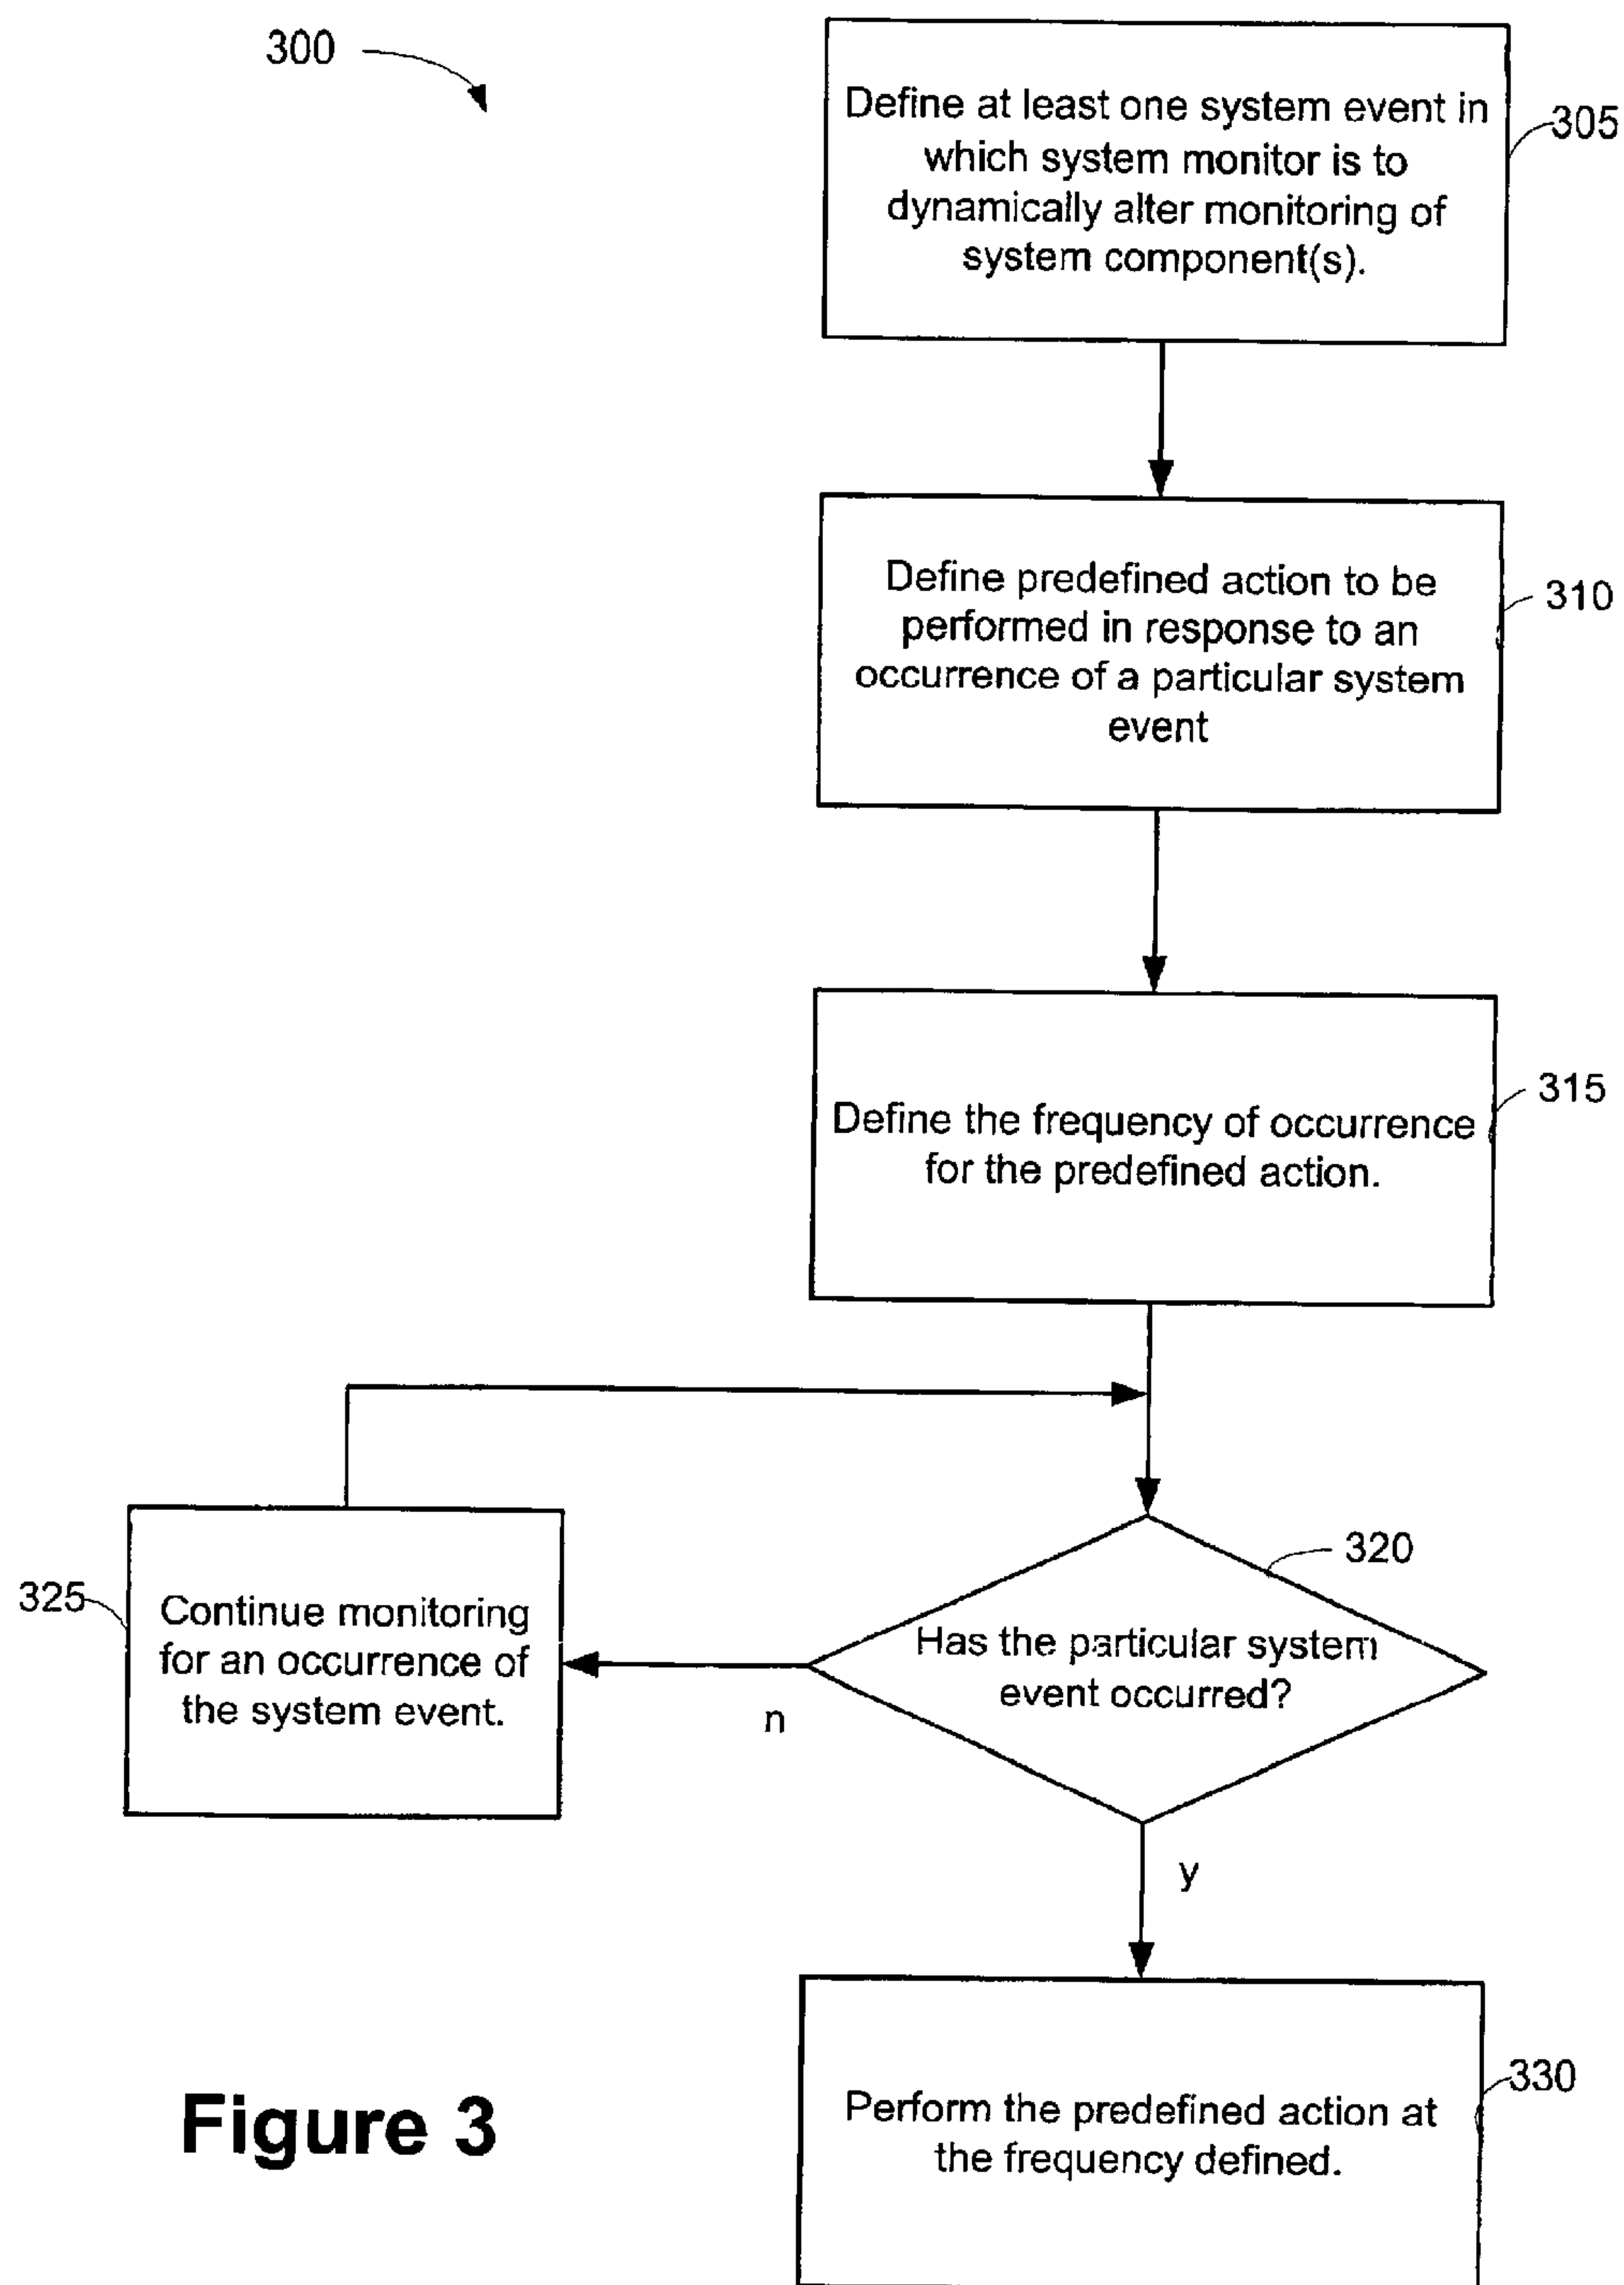 300
Define at least one system event in
which system monitor is to
dynamically alter monitoring of
system component(s).
305
Define predefined action to be
performed in response to an
occurrence of a particular system
event
310
Define the frequency of occurrence
for the predefined action.
315
320
Has the particular system
event occurred?
325
Continue monitoring
for an occurrence of
the system event.
n
y
Perform the predefined action at
the frequency defined.
330
Figure 3